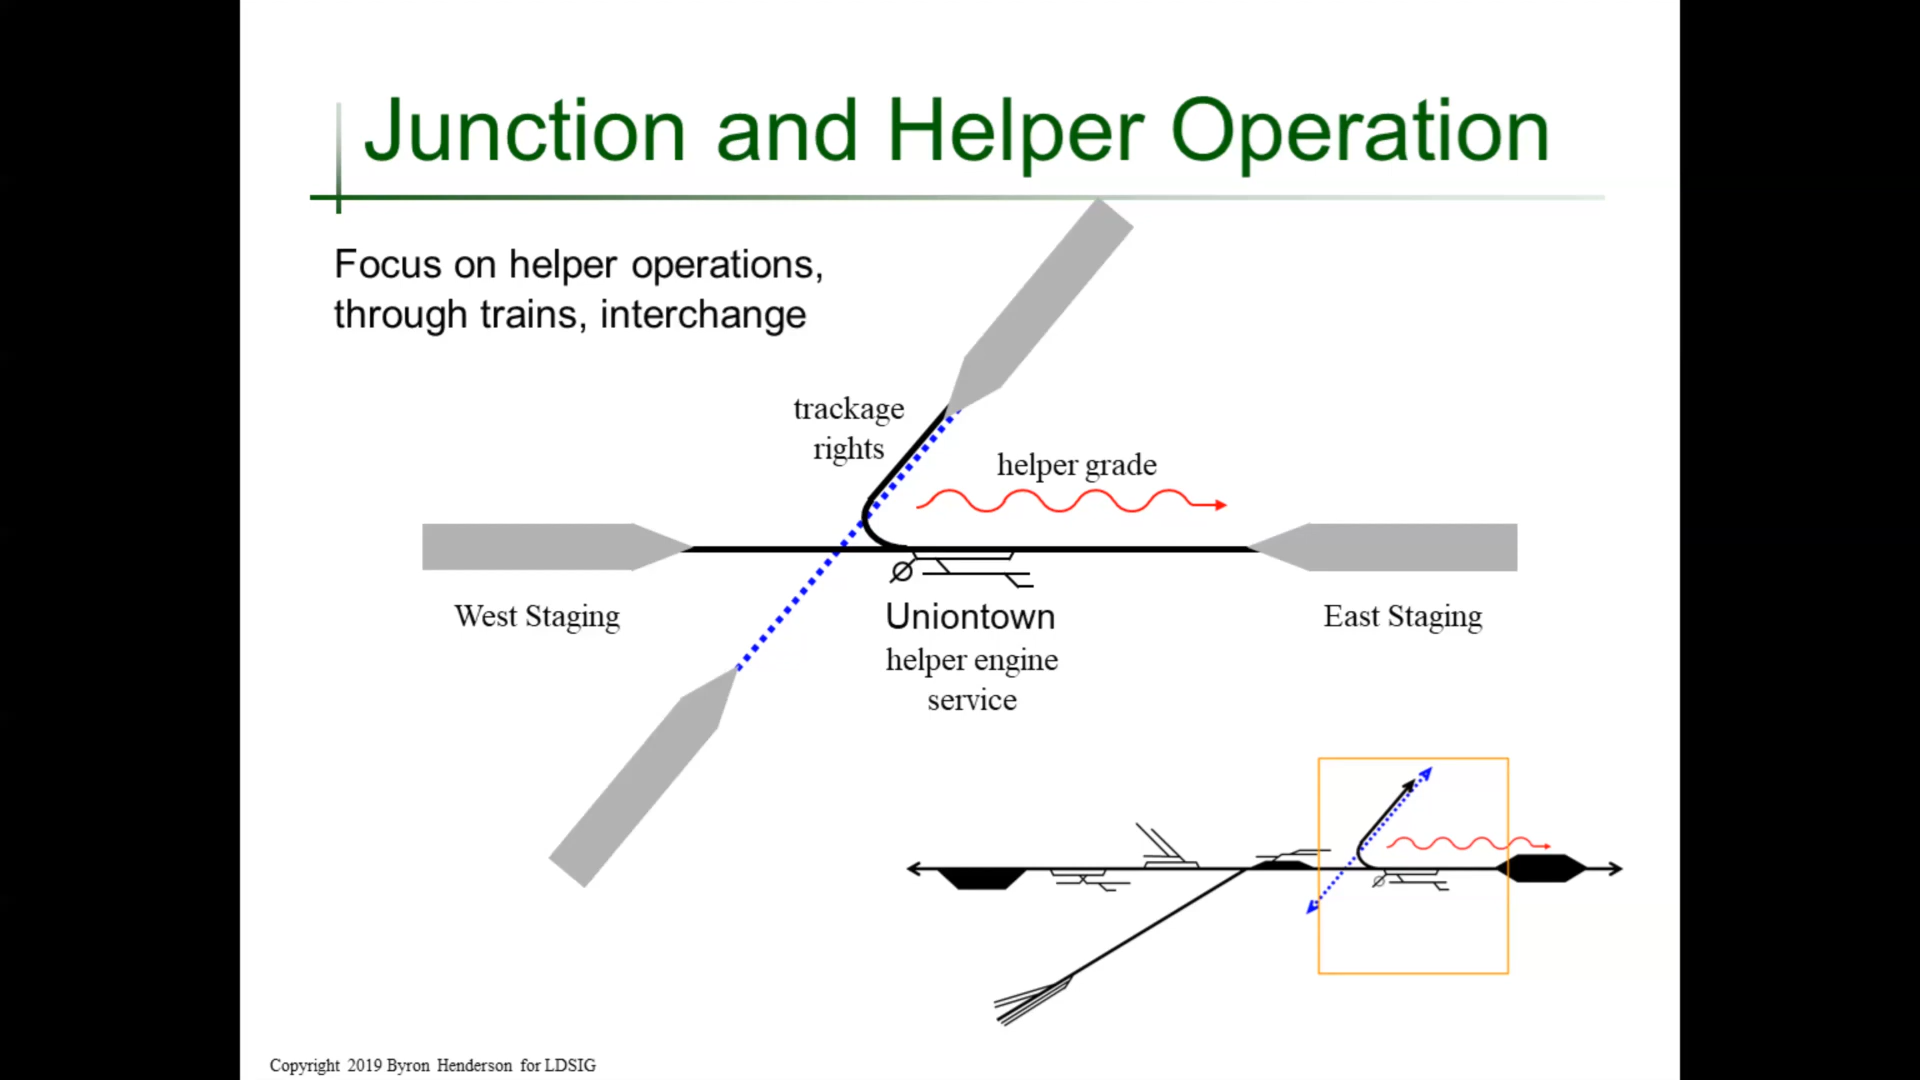 Junction and Helper Operation
Focus on helper operations,
through trains, interchange
trackage
rights
helper grade
West Staging
Uniontown
helper engine
service
East Staging
Copyright 2019 Byron Henderson for LDSIG